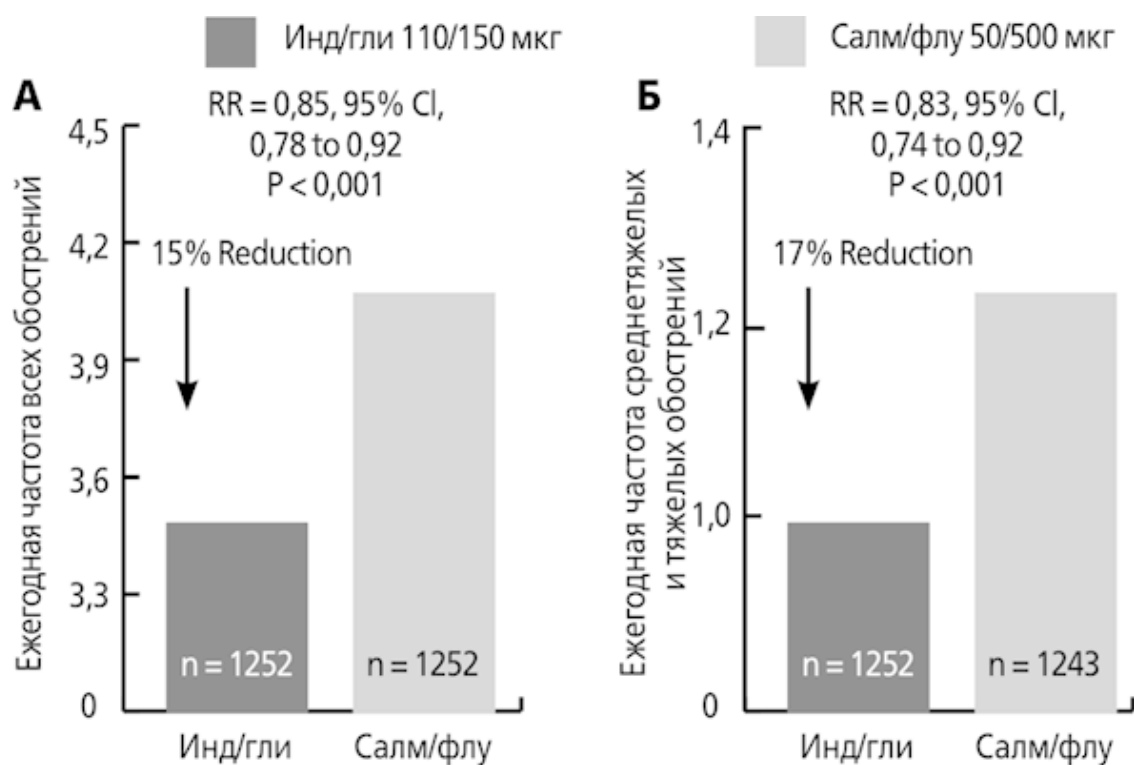 Инд/гли 110/150 мкг
Салм/флу 50/500 мкг
А
RR = 0,85, 95% Cl,
0,78 to 0,92
P < 0,001
15% Reduction
Ежегодная частота всех обострений
4,5
4,2
3,9
3,6
3,3
0
n = 1252
n = 1252
Инд/гли
Салм/флу
Б
RR = 0,83, 95% Cl,
0,74 to 0,92
P < 0,001
17% Reduction
Ежегодная частота среднетяжелых
и тяжелых обострений
1,4
1,2
1,0
0
n = 1252
n = 1243
Инд/гли
Салм/флу